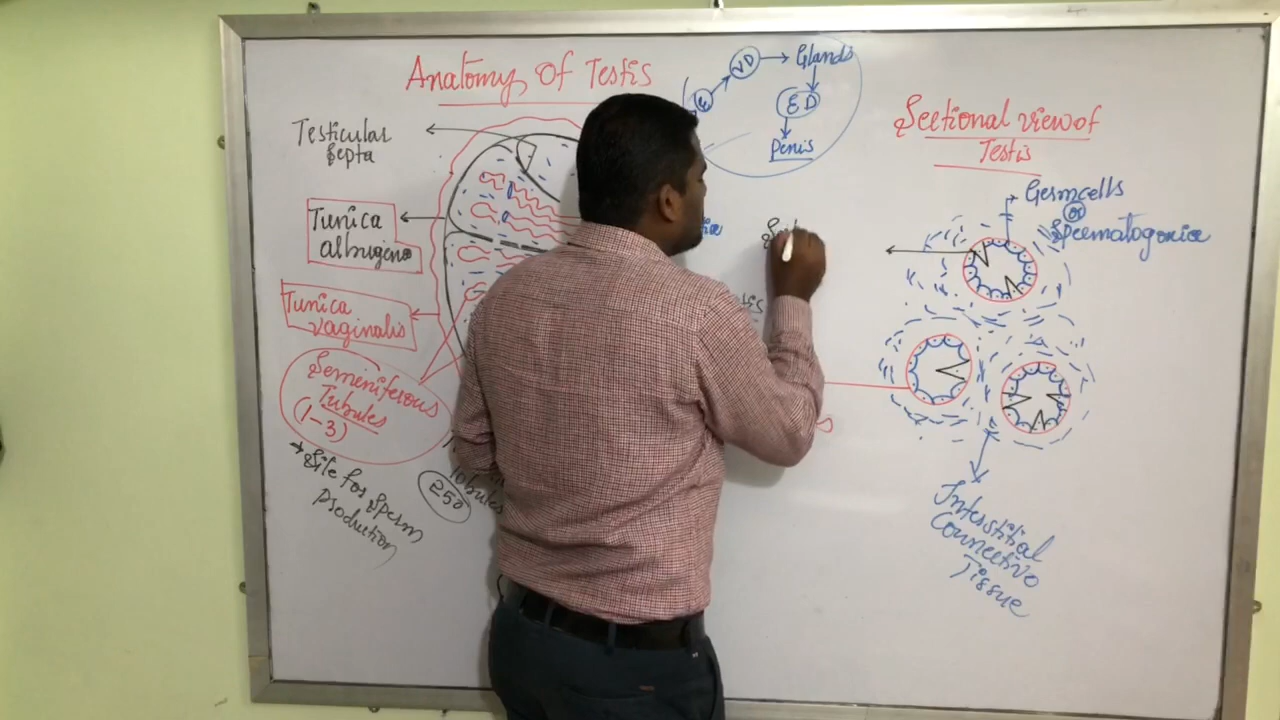 Anatomy Of Testis
Testicular
Septa
Tunica
albugena
Tunica
vaginalis
Seminiferous
Tubules
(1-3)
→ Site for Sperm
Production
lobules
250
E
VD
Glands
ED
Penis
Sectional view of
Testis
Germcells
or
Spermatogonia
Interstitial
Connective
Tissue